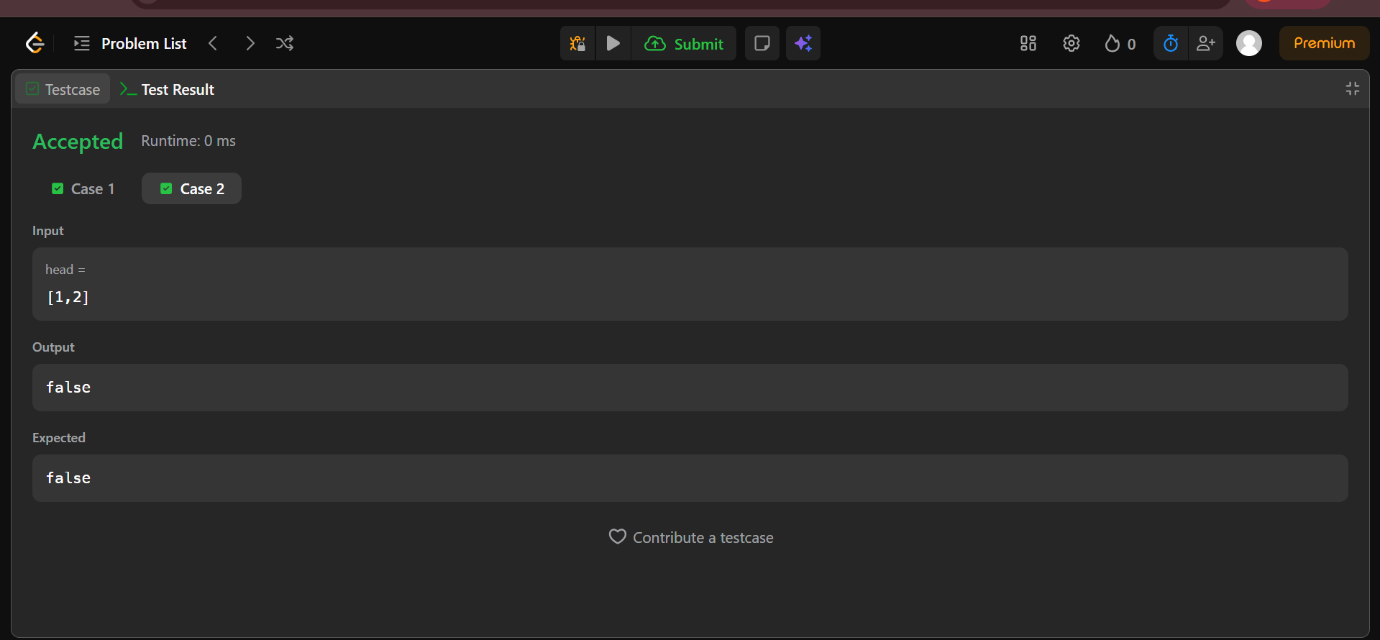 Problem List
Submit
0
Premium
Testcase
Test Result
Accepted Runtime: 0 ms
Case 1 Case 2
Input
head =
[1,2]
Output
false
Expected
false
Contribute a testcase